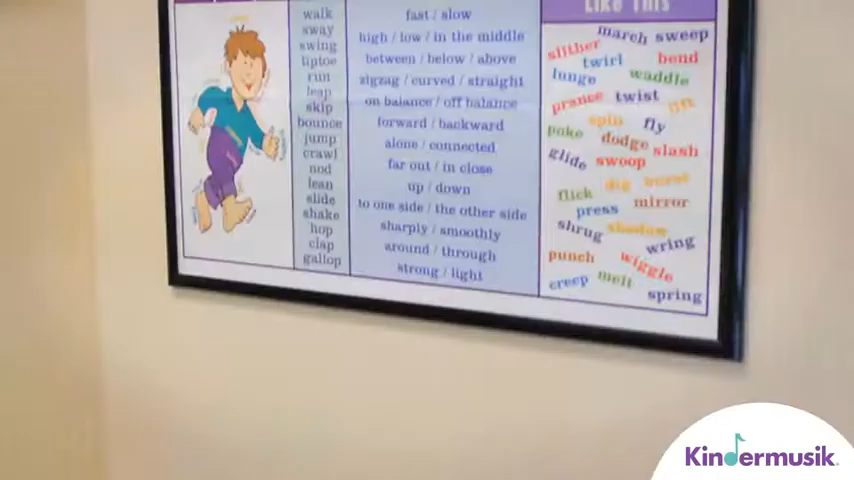 walk
sway
swing
tiptoe
run
leap
skip
bounce
jump
crawl
nod
lean
slide
shake
hop
clap
gallop
fast / slow
high / low / in the middle
between / below / above
zigzag / curved / straight
on balance / off balance
forward / backward
alone / connected
far out / in close
up / down
to one side / the other side
sharply / smoothly
around / through
strong / light
Like This
march sweep
slither
twirl bend
lunge waddle
prance twist lift
spin fly
poke dodge slash
glide swoop
flick dig burst
press mirror
shrug shadow
wring
punch wiggle
creep melt
spring
Kindermusik